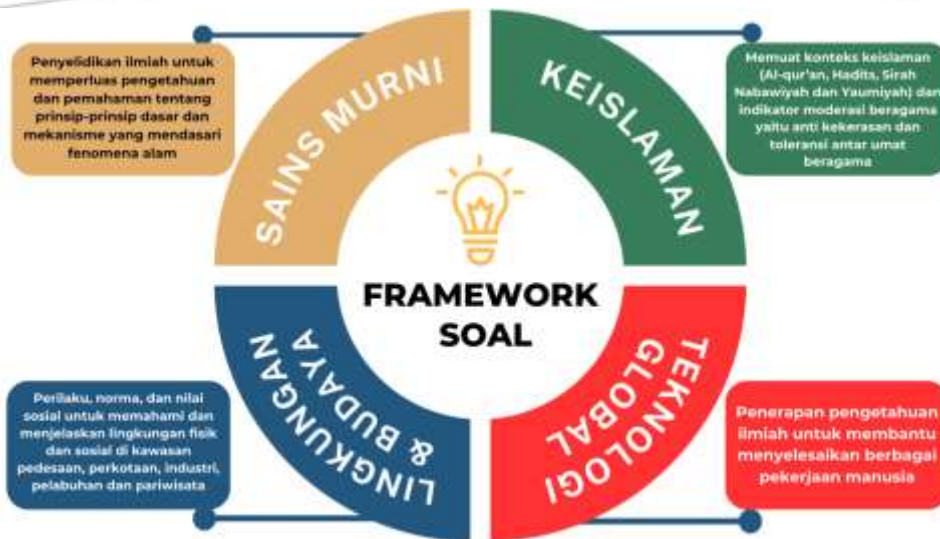 Penyelidikan ilmiah untuk
memperluas pengetahuan
dan pemahaman tentang
prinsip-prinsip dasar dan
mekanisme yang mendasari
fenomena alam
SAINS MURNI
KEISLAMAN
Memuat konteks keislaman
(Al-qur'an, Hadits, Sirah
Nabawiyah dan Yaumiyah) dan
indikator moderasi beragama
yaitu anti kekerasan dan
toleransi antar umat
beragama
FRAMEWORK
SOAL
Perilaku, norma, dan nilai
sosial untuk memahami dan
menjelaskan lingkungan fisik
dan sosial di kawasan
pedesaan, perkotaan, industri,
pelabuhan dan pariwisata
LINGKUNGAN
& BUDAYA
TEKNOLOGI
GLOBAL
Penerapan pengetahuan
ilmiah untuk membantu
menyelesaikan berbagai
pekerjaan manusia